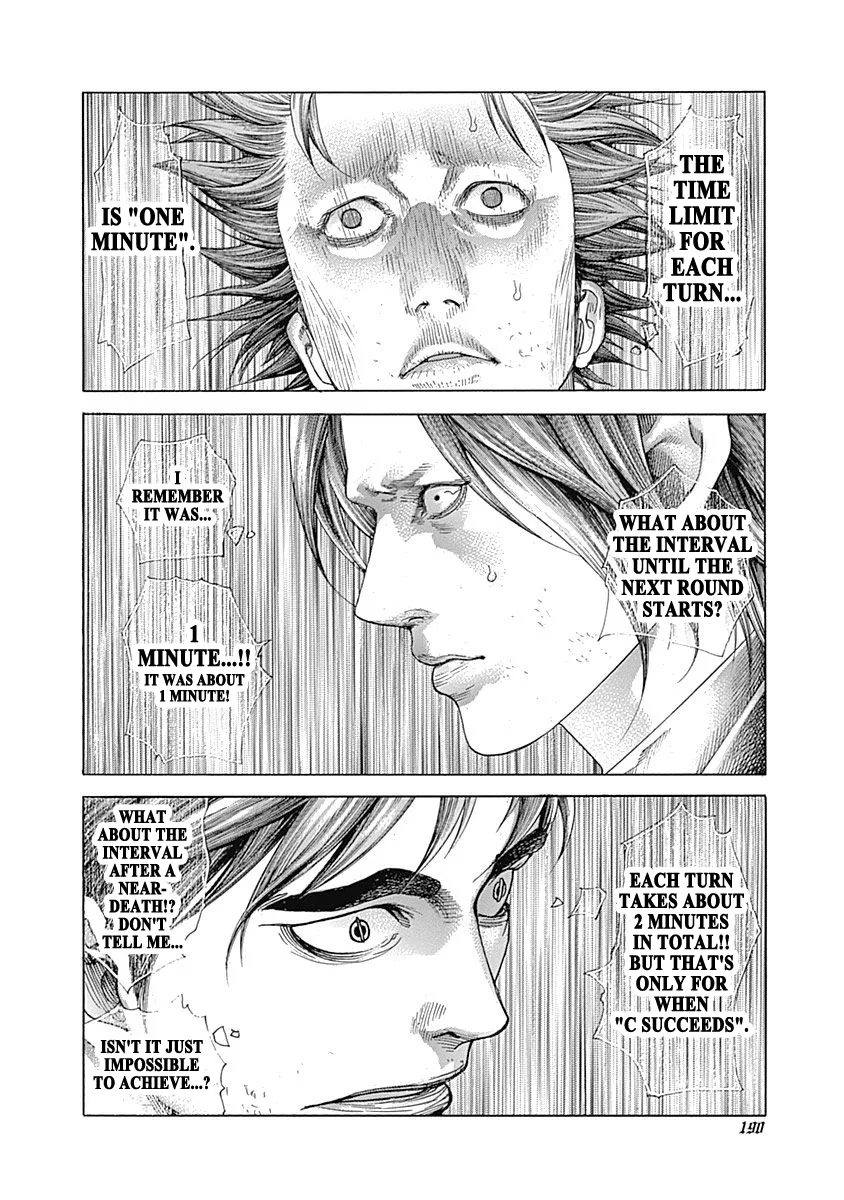 THE
TIME
LIMIT
FOR
EACH
TURN...
IS "ONE
MINUTE".
WHAT ABOUT
THE INTERVAL
UNTIL THE
NEXT ROUND
STARTS?
I
REMEMBER
IT WAS...
1
MINUTE...!!
IT WAS ABOUT
1 MINUTE!
EACH TURN
TAKES ABOUT
2 MINUTES
IN TOTAL!!
BUT THAT'S
ONLY FOR
WHEN
"C SUCCEEDS".
WHAT
ABOUT THE
INTERVAL
AFTER A
NEAR-
DEATH!?
DON'T
TELL ME...
ISN'T IT JUST
IMPOSSIBLE
TO ACHIEVE...?
190